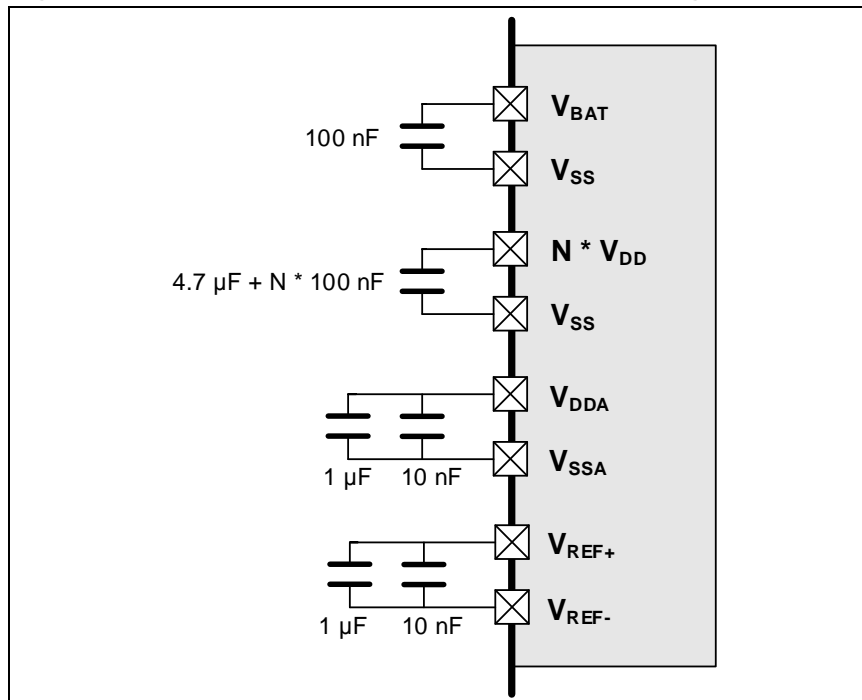 V_BAT
100 nF
V_SS
N * V_DD
4.7 µF + N * 100 nF
V_SS
V_DDA
V_SSA
1 µF 10 nF
V_REF+
V_REF-
1 µF 10 nF